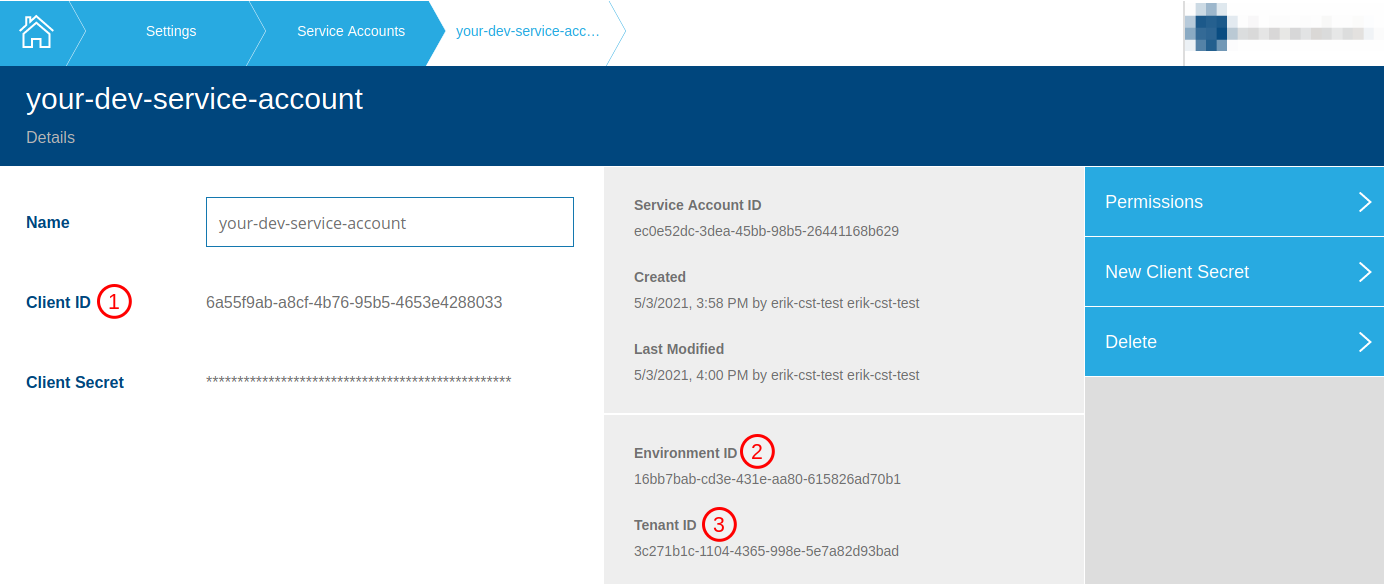 Settings
Service Accounts
your-dev-service-acc...
your-dev-service-account
Details
Name
your-dev-service-account
Client ID 1
6a55f9ab-a8cf-4b76-95b5-4653e4288033
Client Secret
*************************************************
Service Account ID
ec0e52dc-3dea-45bb-98b5-26441168b629
Created
5/3/2021, 3:58 PM by erik-cst-test erik-cst-test
Last Modified
5/3/2021, 4:00 PM by erik-cst-test erik-cst-test
Environment ID 2
16bb7bab-cd3e-431e-aa80-615826ad70b1
Tenant ID 3
3c271b1c-1104-4365-998e-5e7a82d93bad
Permissions
New Client Secret
Delete